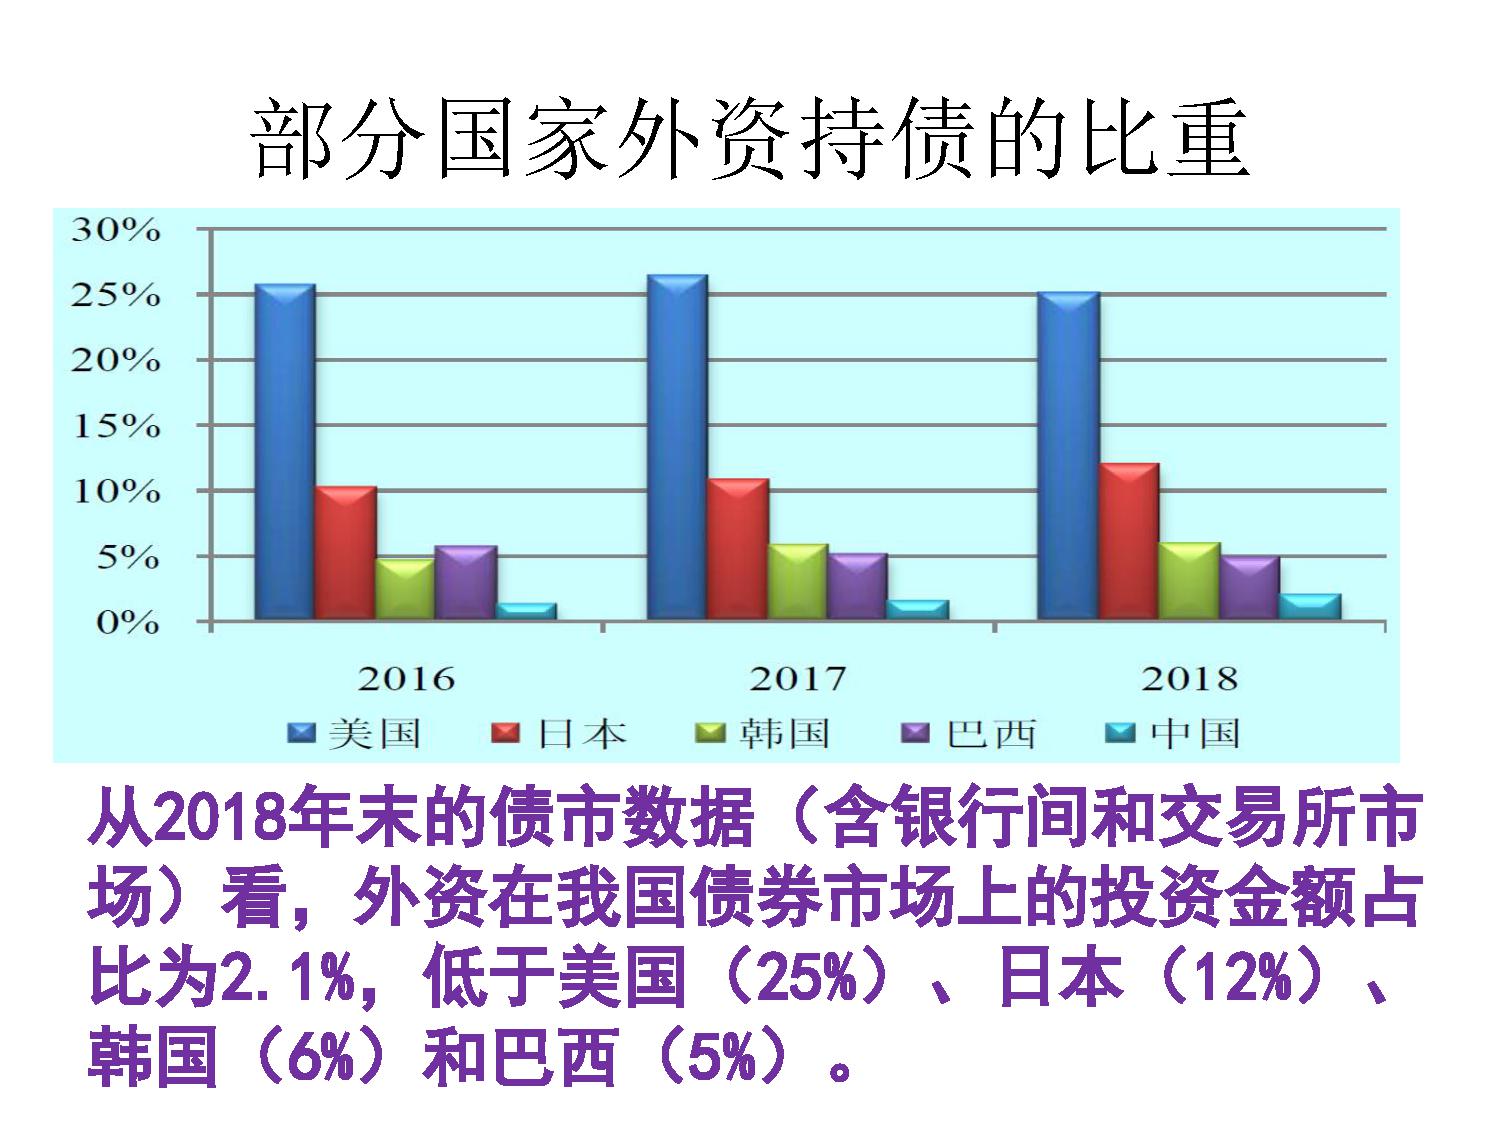 部分国家外资持债的比重
30%
25%
20%
15%
10%
5%
0%
2016 2017 2018
美国 日本 韩国 巴西 中国
从2018年末的债市数据（含银行间和交易所市
场）看，外资在我国债券市场上的投资金额占
比为2.1%，低于美国（25%）、日本（12%）、
韩国（6%）和巴西（5%）。